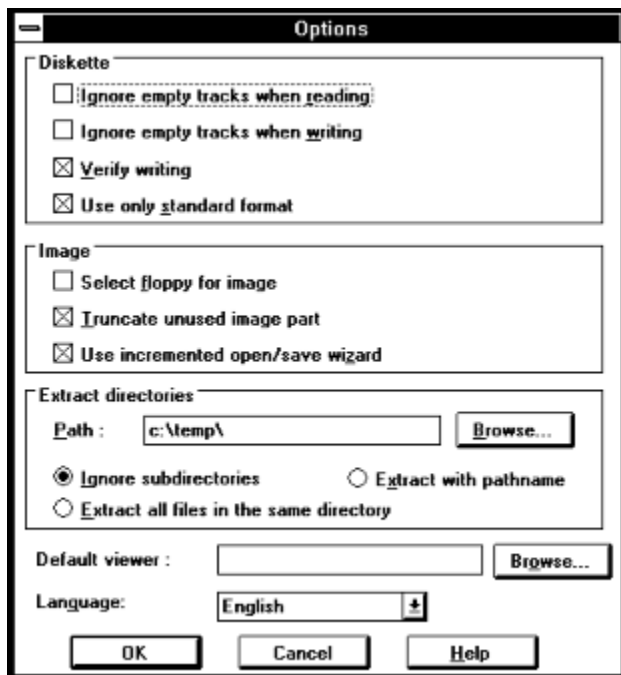 Options
Diskette
Ignore empty tracks when reading
Ignore empty tracks when writing
Verify writing
Use only standard format
Image
Select floppy for image
Truncate unused image part
Use incremented open/save wizard
Extract directories
Path : c:\temp\ Browse...
Ignore subdirectories Extract with pathname
Extract all files in the same directory
Default viewer : Browse...
Language: English
OK Cancel Help